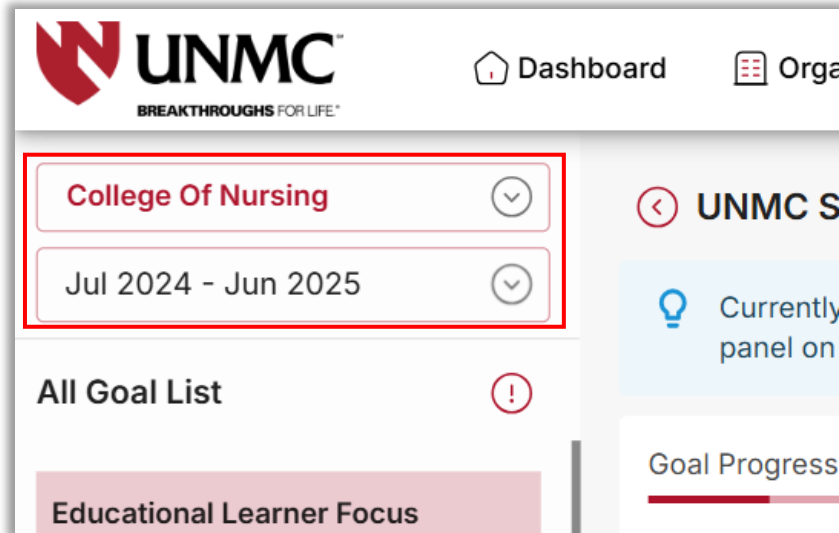 UNMC
BREAKTHROUGHS FOR LIFE.®
Dashboard
College Of Nursing
Jul 2024 - Jun 2025
All Goal List
Educational Learner Focus
UNMC
Currently
panel on
Goal Progress